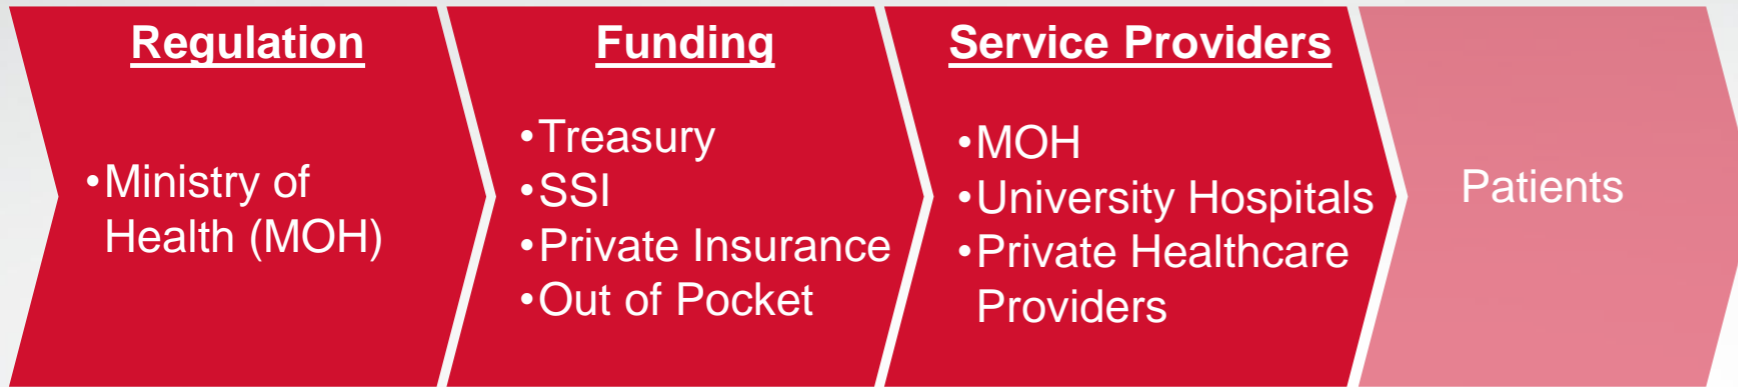 Regulation
•Ministry of
Health (MOH)
Funding
•Treasury
•SSI
•Private Insurance
•Out of Pocket
Service Providers
•MOH
•University Hospitals
•Private Healthcare
Providers
Patients